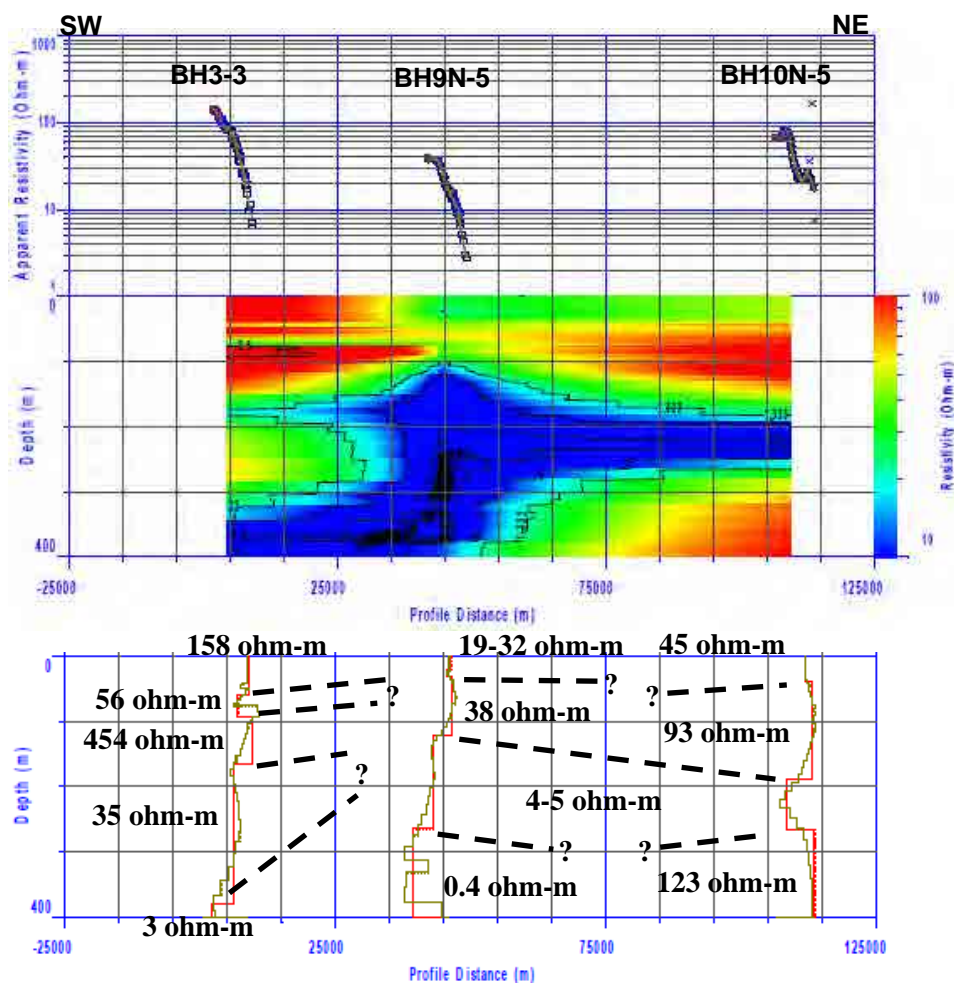 SW NE
1000
BH3-3 BH9N-5 BH10N-5
100
10
1
Apparent Resistivity (Ohm-m)
0
400
Depth (m)
100
10
Resistivity (Ohm-m)
-25000 25000 75000 125000
Profile Distance (m)
158 ohm-m 19-32 ohm-m 45 ohm-m
0
56 ohm-m ? ? ?
454 ohm-m ? 38 ohm-m 93 ohm-m
?
35 ohm-m 4-5 ohm-m
? ?
0.4 ohm-m 123 ohm-m
400
3 ohm-m
Depth (m)
-25000 25000 75000 125000
Profile Distance (m)